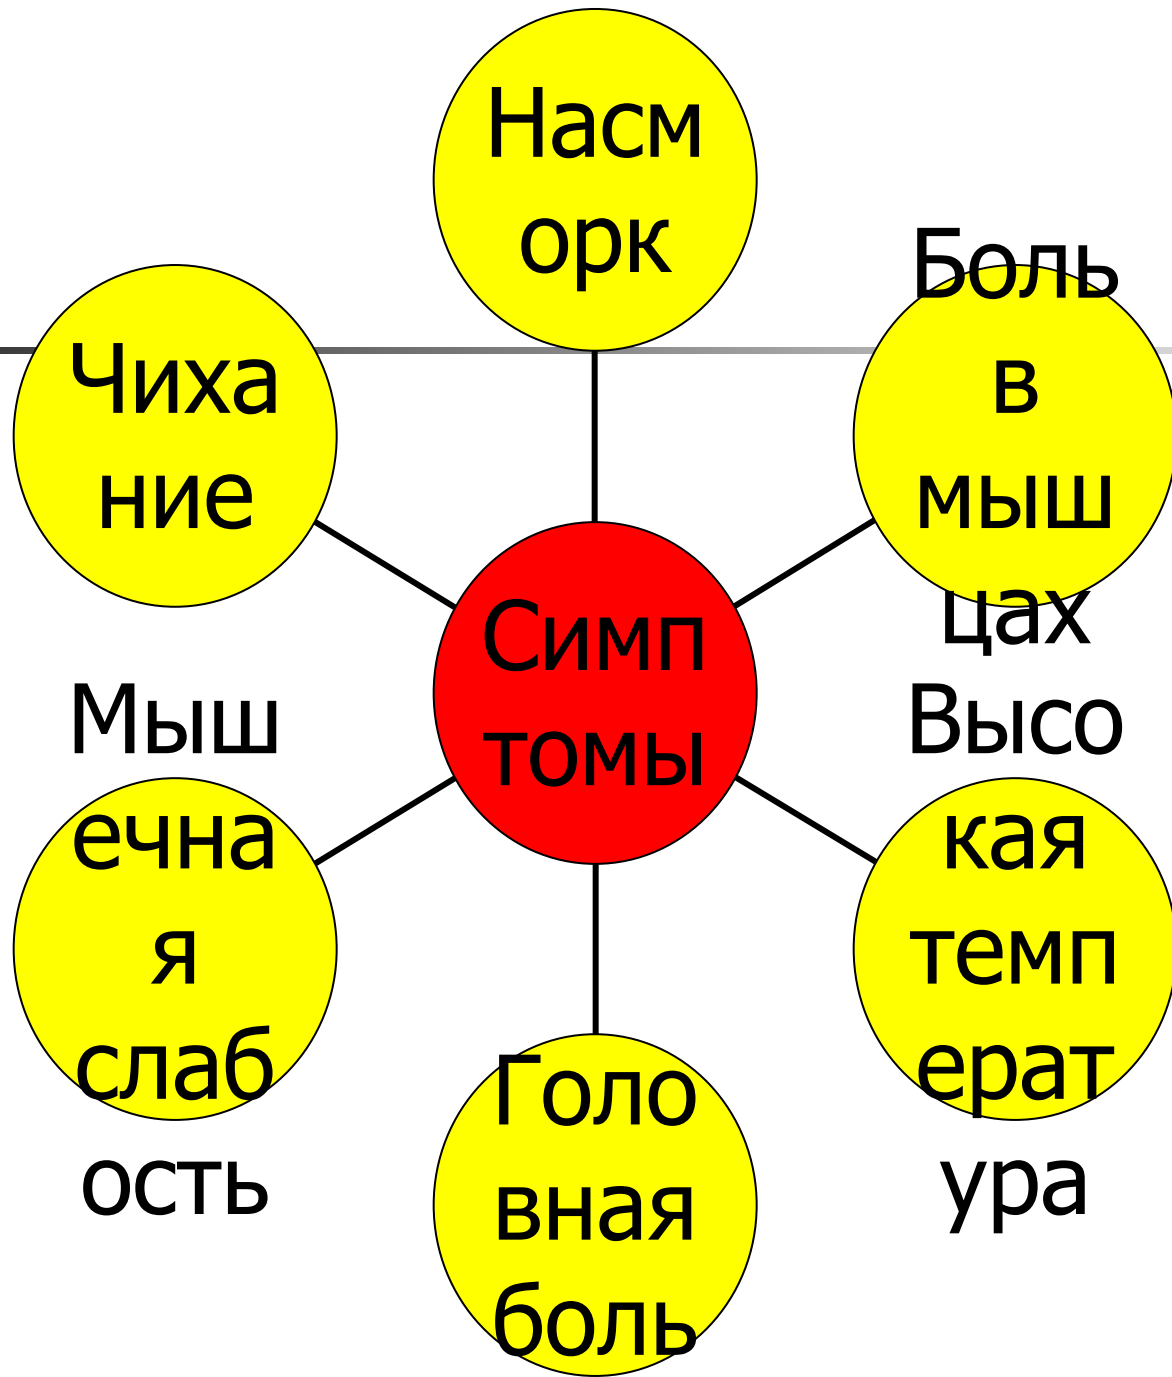 Насм
орк
Боль
в
мыш
цах
Высо
кая
темп
ерат
ура
Голо
вная
боль
Мыш
ечна
я
слаб
ость
Чиха
ние
Симп
томы